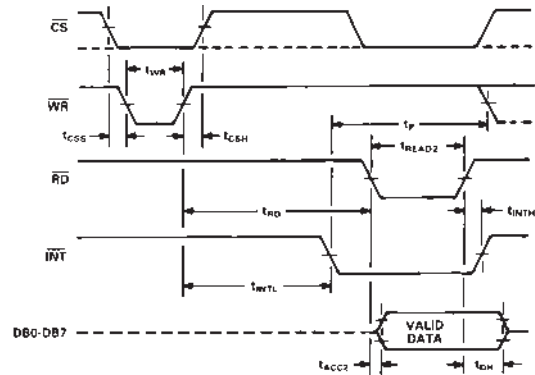 CS
tWR
WR
tCSS
tCSH
tP
tREAD2
RD
tRD
tINTH
INT
tINTL
DB0-DB7
VALID
DATA
tACC2
tDH